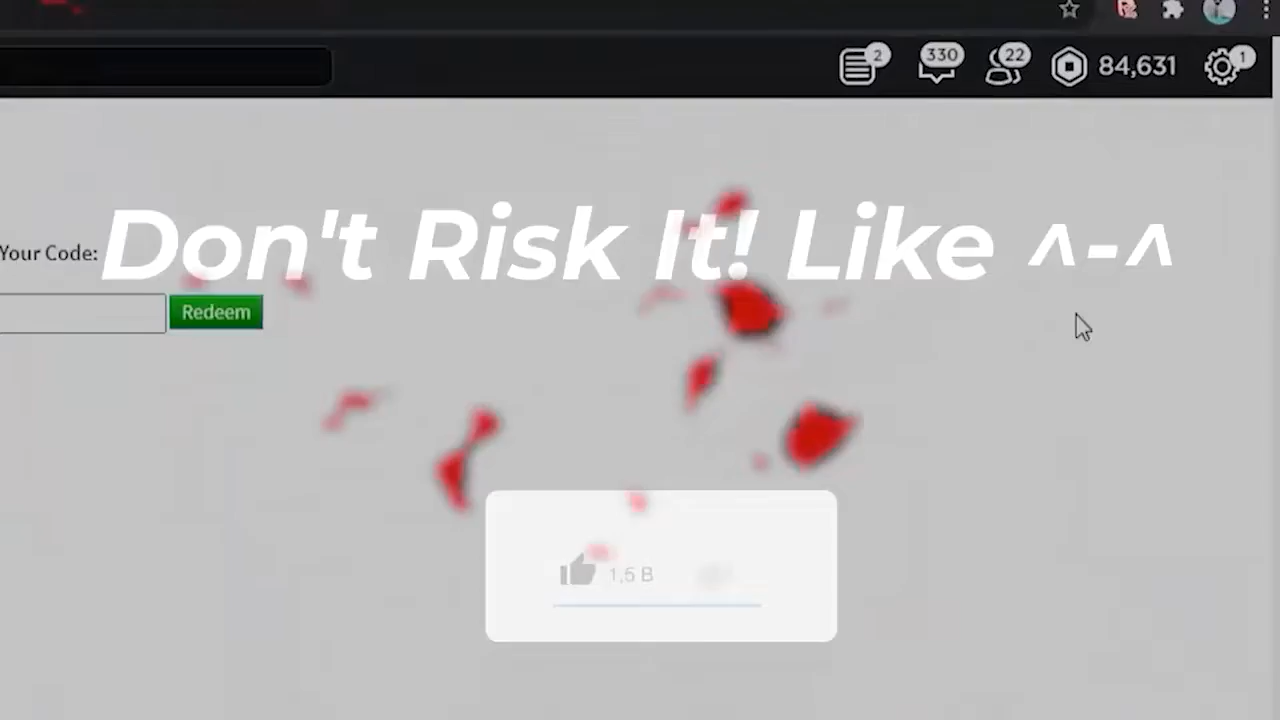 2
330
22
84,631
1
Don't Risk It! Like ^-^
Your Code:
Redeem
1,5 B